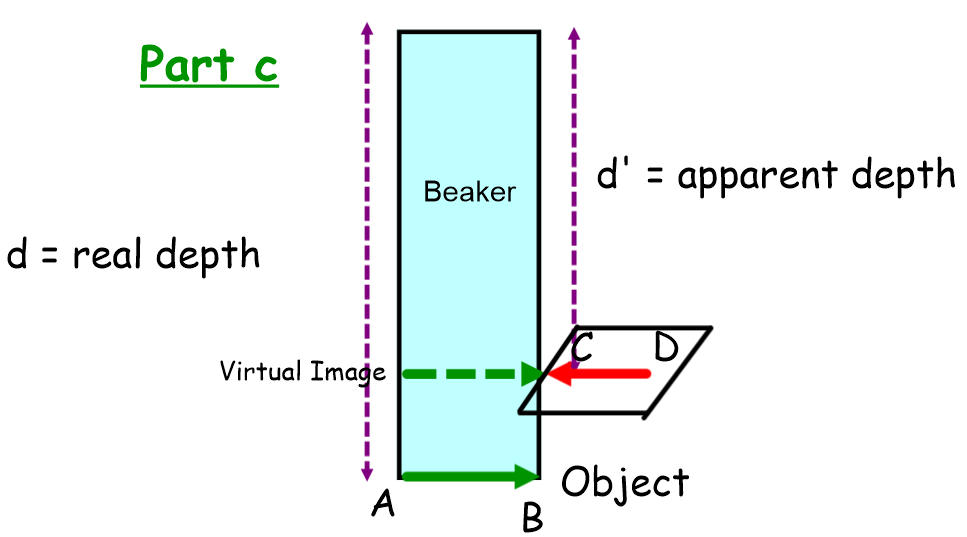 Part c
Beaker
d' = apparent depth
d = real depth
C D
Virtual Image
Object
A
B